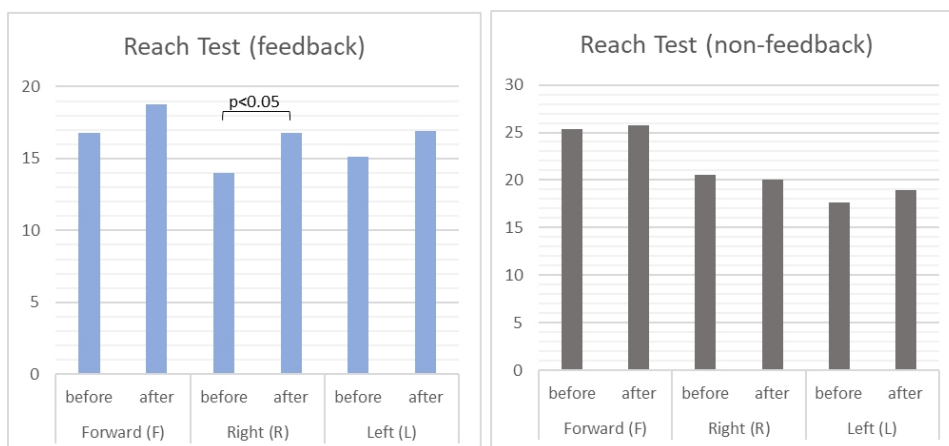 Reach Test (feedback)
20
15
10
5
0
p<0.05
before after before after before after
Forward (F) Right (R) Left (L)
Reach Test (non-feedback)
30
25
20
15
10
5
0
before after before after before after
Forward (F) Right (R) Left (L)